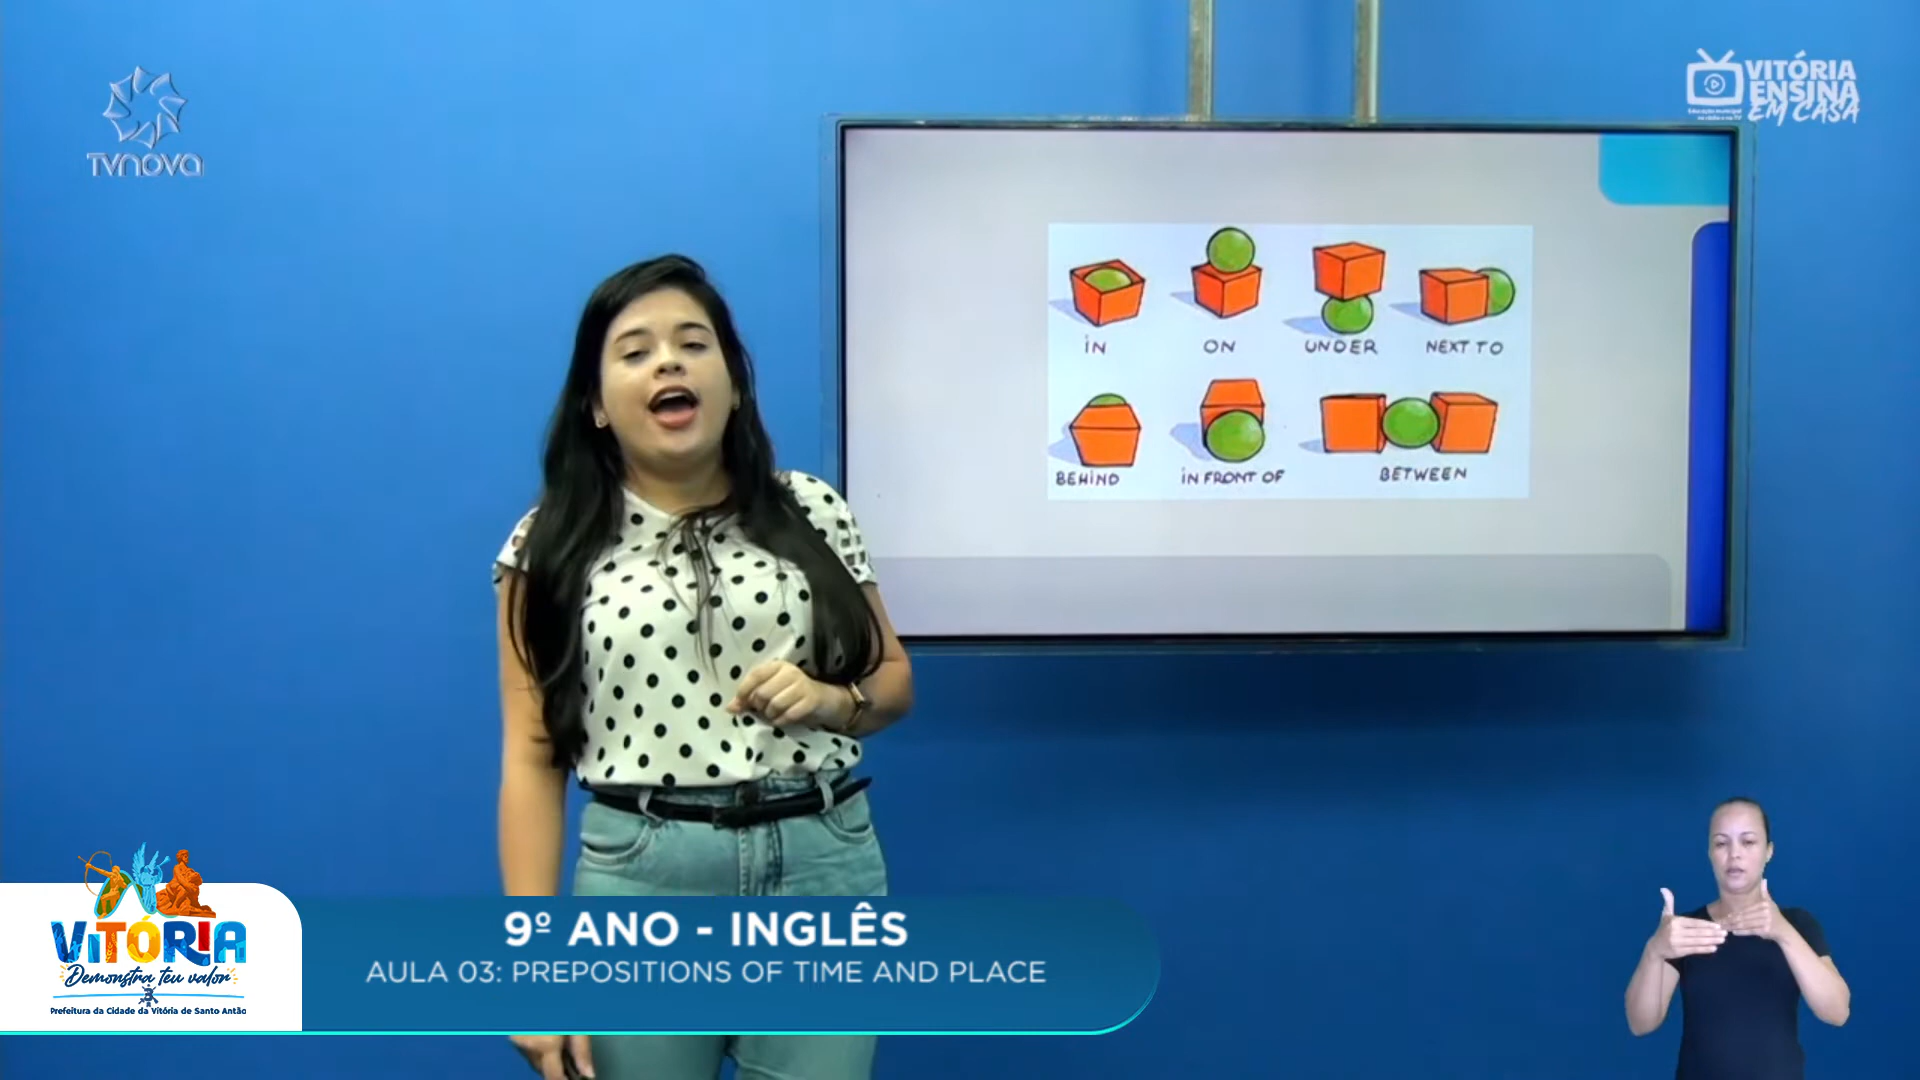 TVNOVA
VITÓRIA
ENSINA
EM CASA
iN
ON
UNDER
NEXT TO
BEHiND
iN FRONT OF
BETWEEN
9º ANO - INGLÊS
AULA 03: PREPOSITIONS OF TIME AND PLACE
ViTÓRIA
Demonstra teu valor
Prefeitura da Cidade da Vitória de Santo Antão